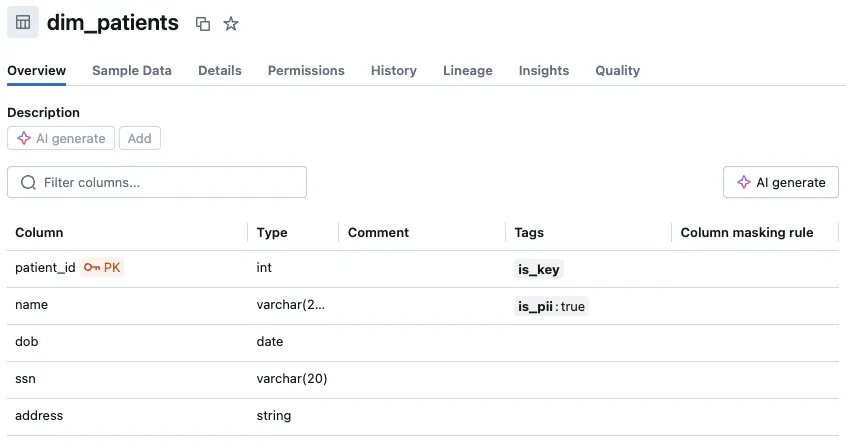 dim_patients
Overview Sample Data Details Permissions History Lineage Insights Quality
Description
AI generate Add
Filter columns... AI generate
Column Type Comment Tags Column masking rule
patient_id PK int is_key
name varchar(2... is_pii:true
dob date
ssn varchar(20)
address string